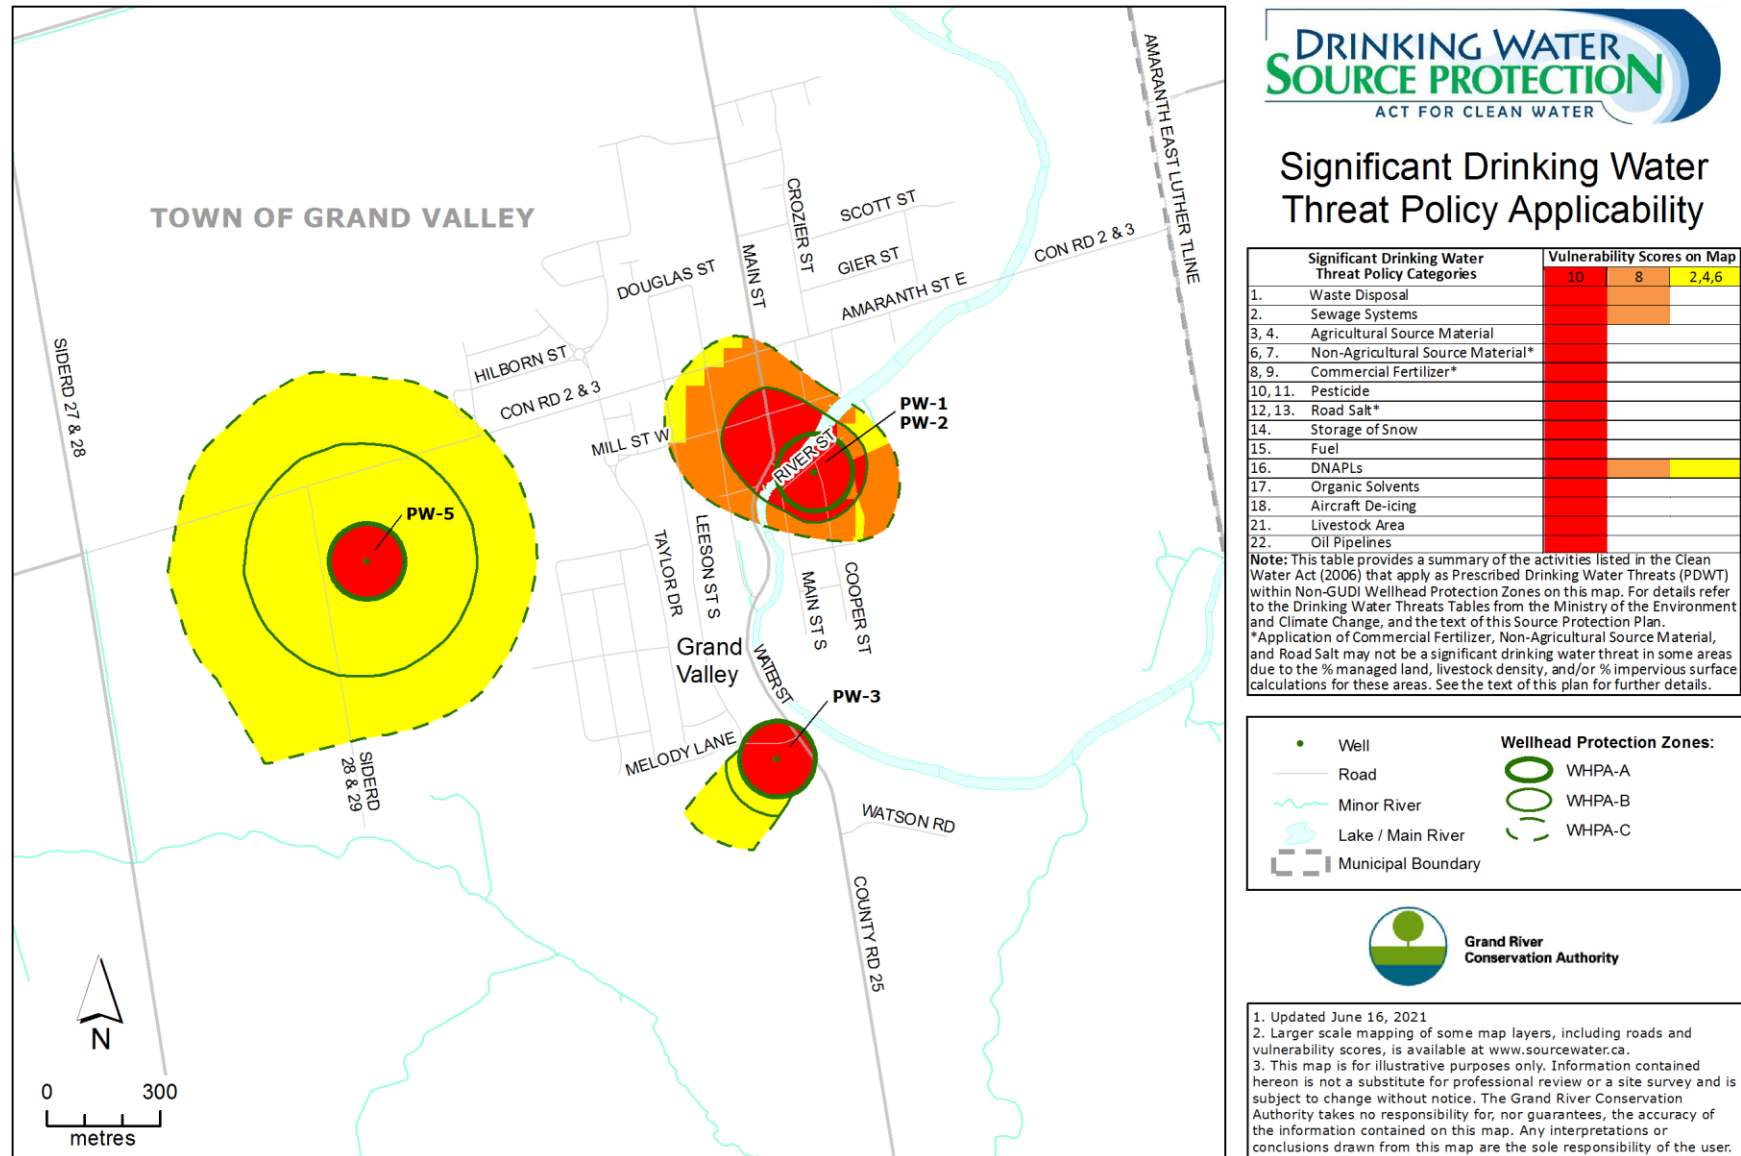 TOWN OF GRAND VALLEY
AMARANTH EAST LUTHER TLINE
CROZIER ST
SCOTT ST
MAIN ST
GIER ST
CON RD 2 & 3
DOUGLAS ST
AMARANTH ST E
SIDERD 27 & 28
HILBORN ST
CON RD 2 & 3
PW-1
PW-2
MILL ST W
RIVER ST
PW-5
LEESON ST S
TAYLOR DR
COOPER ST
MAIN ST S
Grand
Valley
WATER ST
PW-3
MELODY LANE
SIDERD
28 & 29
WATSON RD
COUNTY RD 25
N
0 300
metres
DRINKING WATER
SOURCE PROTECTION
ACT FOR CLEAN WATER
Significant Drinking Water
Threat Policy Applicability
Significant Drinking Water
Threat Policy Categories
Vulnerability Scores on Map
10 8 2,4,6
1. Waste Disposal
2. Sewage Systems
3, 4. Agricultural Source Material
6, 7. Non-Agricultural Source Material*
8, 9. Commercial Fertilizer*
10, 11. Pesticide
12, 13. Road Salt*
14. Storage of Snow
15. Fuel
16. DNAPLs
17. Organic Solvents
18. Aircraft De-icing
21. Livestock Area
22. Oil Pipelines
Note: This table provides a summary of the activities listed in the Clean
Water Act (2006) that apply as Prescribed Drinking Water Threats (PDWT)
within Non-GUDI Wellhead Protection Zones on this map. For details refer
to the Drinking Water Threats Tables from the Ministry of the Environment
and Climate Change, and the text of this Source Protection Plan.
*Application of Commercial Fertilizer, Non-Agricultural Source Material,
and Road Salt may not be a significant drinking water threat in some areas
due to the % managed land, livestock density, and/or % impervious surface
calculations for these areas. See the text of this plan for further details.
Well
Road
Minor River
Lake / Main River
Municipal Boundary
Wellhead Protection Zones:
WHPA-A
WHPA-B
WHPA-C
Grand River
Conservation Authority
1. Updated June 16, 2021
2. Larger scale mapping of some map layers, including roads and
vulnerability scores, is available at www.sourcewater.ca.
3. This map is for illustrative purposes only. Information contained
hereon is not a substitute for professional review or a site survey and is
subject to change without notice. The Grand River Conservation
Authority takes no responsibility for, nor guarantees, the accuracy of
the information contained on this map. Any interpretations or
conclusions drawn from this map are the sole responsibility of the user.